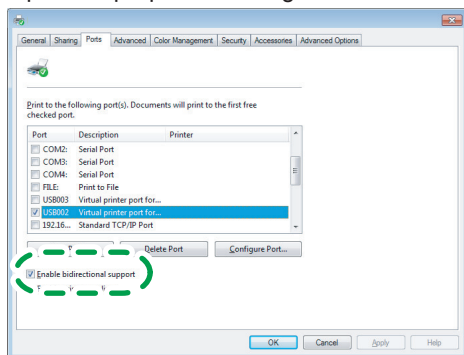 General Sharing Ports Advanced Color Management Security Accessories Advanced Options
Print to the following port(s). Documents will print to the first free
checked port.
Port Description Printer
COM2: Serial Port
COM3: Serial Port
COM4: Serial Port
FILE: Print to File
USB003 Virtual printer port for...
USB002 Virtual printer port for...
192.16... Standard TCP/IP Port
Delete Port Configure Port...
Enable bidirectional support
OK Cancel Apply Help